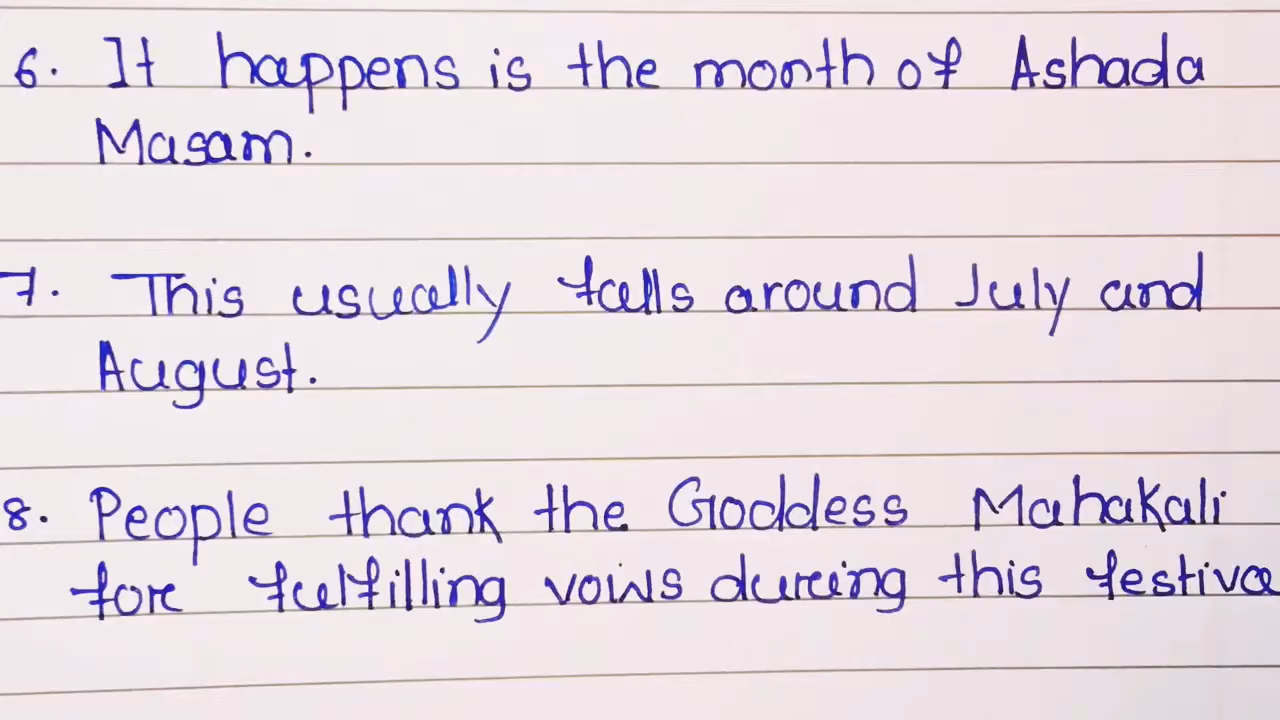 6. It happens is the month of Ashada
Masam.
7. This usually falls around July and
August.
8. People thank the Goddess Mahakali
for fulfilling vows during this festiva